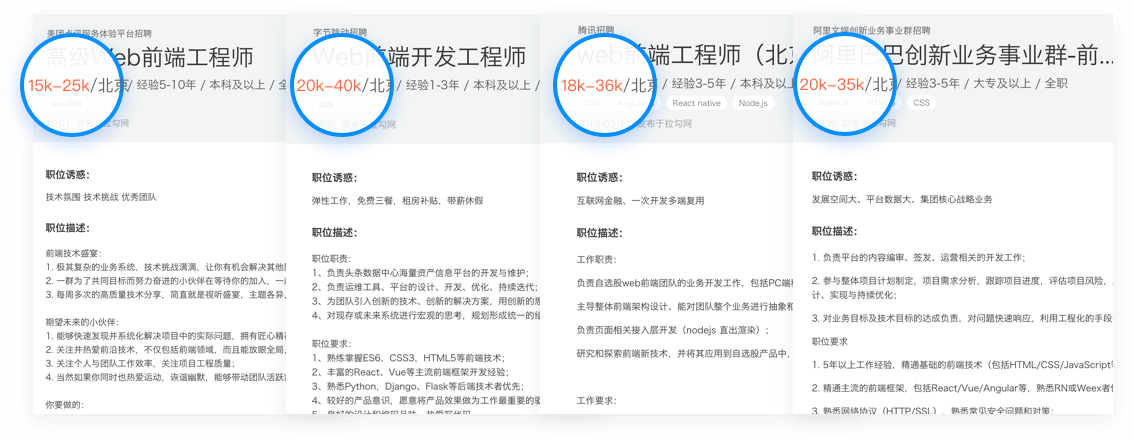 美团点评服务体验平台招聘
高级Web前端工程师
15k-25k/北京/ 经验5-10年 / 本科及以上 / 全
发布于拉勾网
职位诱惑：
技术氛围 技术挑战 优秀团队
职位描述：
前端技术盛宴：
1. 极其复杂的业务系统，技术挑战满满，让你有机会解决其他
2. 一群为了共同目标而努力奋进的小伙伴在等待你的加入，一
3. 每周多次的高质量技术分享，简直就是视听盛宴，主题各异，
期望未来的小伙伴：
1. 能够快速发现并系统化解决项目中的实际问题，拥有匠心精神
2. 关注并热爱前沿技术，不仅包括前端领域，而且能放眼全局，
3. 关注个人与团队工作效率，关注项目工程质量；
4. 当然如果你同时也热爱运动，诙谐幽默，能够带动团队活跃
你要做的：
字节跳动招聘
Web前端开发工程师
20k-40k/北京/ 经验1-3年 / 本科及以上 /
发布于拉勾网
职位诱惑：
弹性工作，免费三餐，租房补贴，带薪休假
职位描述：
职位职责：
1、负责头条数据中心海量资产信息平台的开发与维护；
2、负责运维工具、平台的设计、开发、优化、持续迭代；
3、为团队引入创新的技术、创新的解决方案，用创新的思
4、对现存或未来系统进行宏观的思考，规划形成统一的
职位要求：
1、熟练掌握ES6，CSS3，HTML5等前端技术；
2、丰富的React、Vue等主流前端框架开发经验；
3、熟悉Python，Django、Flask等后端技术者优先；
4、较好的产品意识，愿意将产品效果做为工作最重要的驱
5、良好的设计和编码品味，热爱写代码
腾讯招聘
web前端工程师（北京
18k-36k/北京/ 经验3-5年 / 本科及以上
CSS Angular React native Node.js
发布于拉勾网
职位诱惑：
互联网金融、一次开发多端复用
职位描述：
工作职责：
负责自选股web前端团队的业务开发工作，包括PC端
主导整体前端架构设计、能对团队整个业务进行抽象和
负责页面相关接入层开发（nodejs 直出渲染）；
研究和探索前端新技术，并将其应用到自选股产品中，
工作要求：
阿里文娱创新业务事业群招聘
阿里巴巴创新业务事业群-前...
20k-35k/北京/ 经验3-5年 / 大专及以上 / 全职
HTML5 CSS
发布于拉勾网
职位诱惑：
发展空间大、平台数据大、集团核心战略业务
职位描述：
1. 负责平台的内容编审、签发、运营相关的开发工作；
2. 参与整体项目计划制定，项目需求分析，跟踪项目进度，评估项目风险，
计、实现与持续优化；
3. 对业务目标及技术目标的达成负责，对问题快速响应，利用工程化的手段
职位要求
1. 5年以上工作经验，精通基础的前端技术（包括HTML/CSS/JavaScript
2. 精通主流的前端框架，包括React/Vue/Angular等，熟悉RN或Weex者
3. 熟悉网络协议（HTTP/SSL），熟悉常见安全问题和对策；